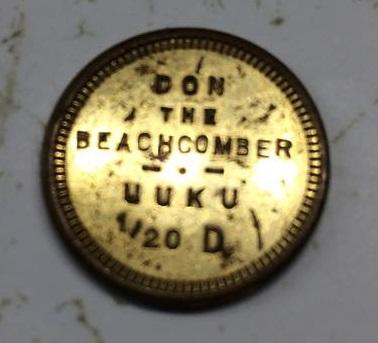 DON
THE
BEACHCOMBER
- . -
UUKU
1/20 D